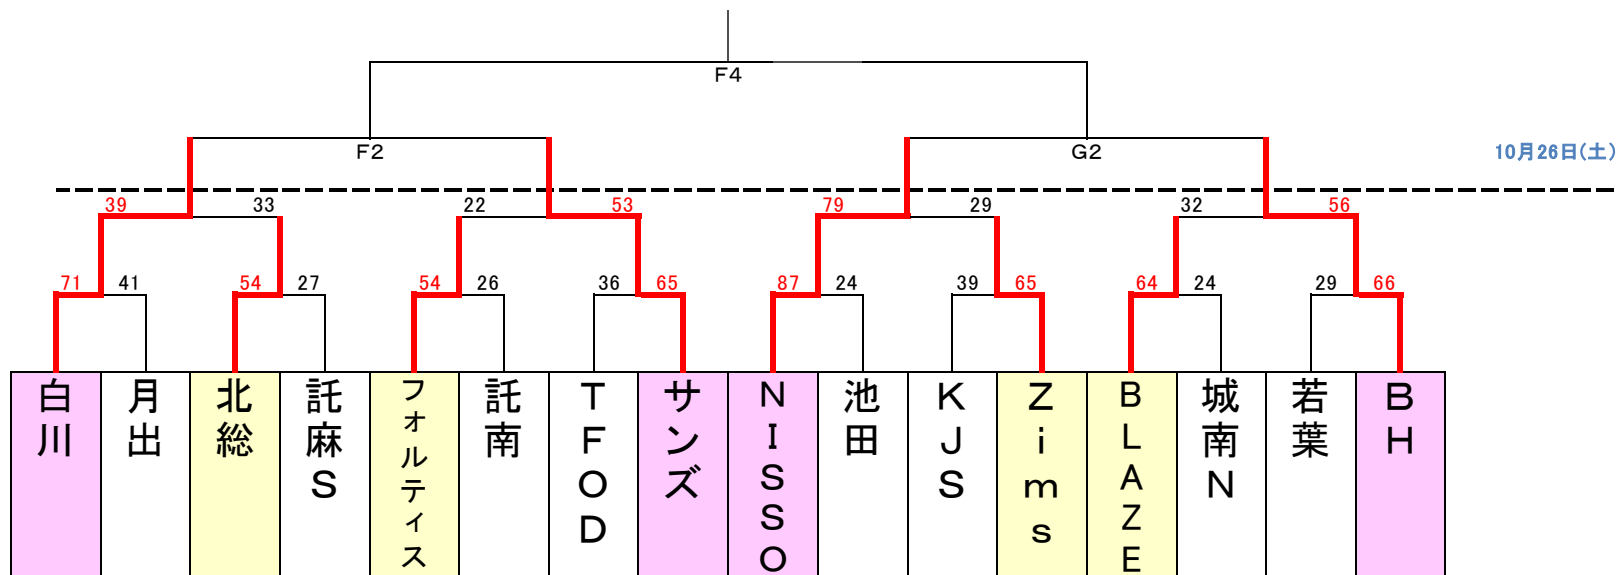 F4
F2
G2
10月26日(土)
39 33 22 53 79 29 32 56
71 41 54 27 54 26 36 65 87 24 39 65 64 24 29 66
白川
月出
北総
託麻S
フォルティス
託南
TFOD
サンズ
NISSO
池田
KJS
Zims
BLAZE
城南N
若葉
BH